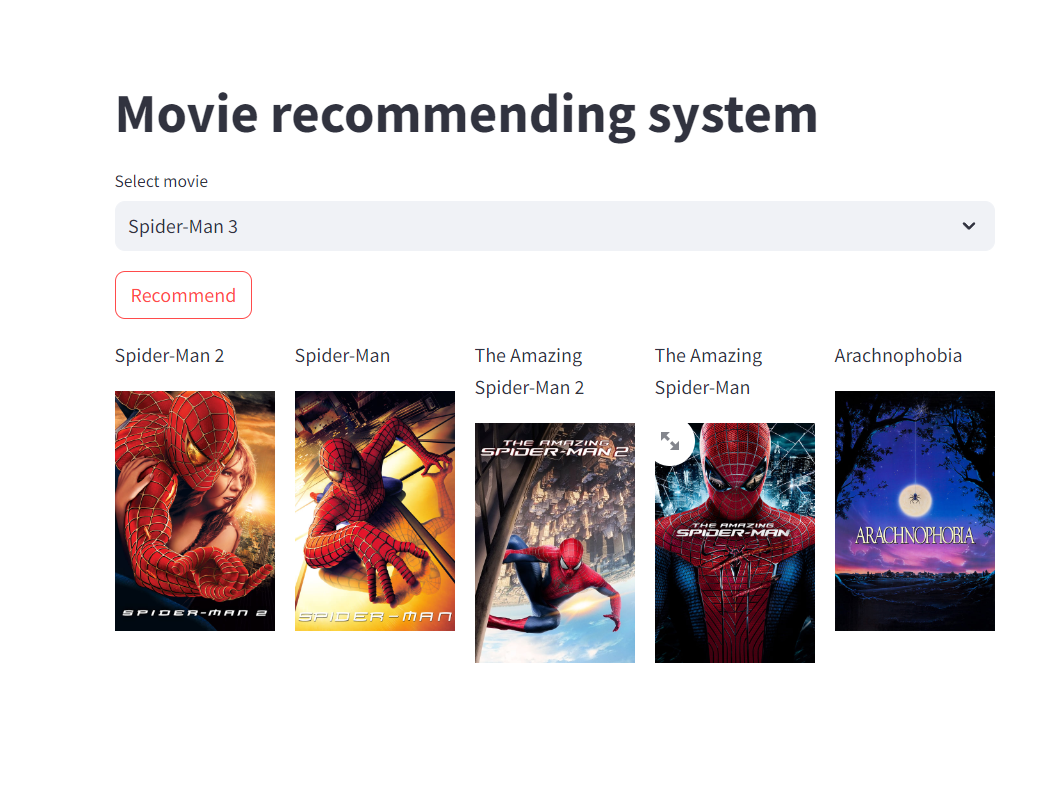 Movie recommending system
Select movie
Spider-Man 3
Recommend
Spider-Man 2
Spider-Man
The Amazing
Spider-Man 2
The Amazing
Spider-Man
Arachnophobia
SPIDER-MAN 2
SPIDER-MAN
THE AMAZING
SPIDER-MAN 2
THE AMAZING
SPIDER-MAN
ARACHNOPHOBIA